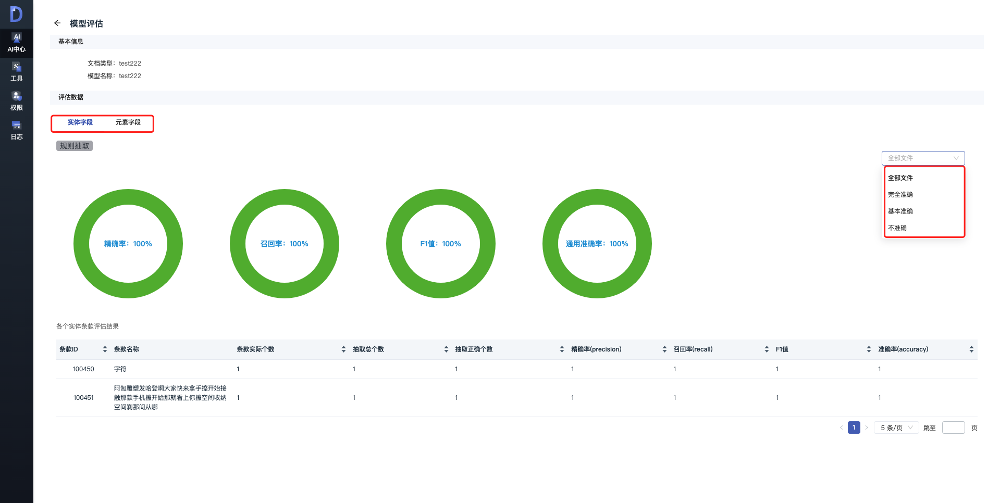 模型评估
AI
AI中心
工具
权限
日志
基本信息
文档类型：test222
模型名称：test222
评估数据
实体字段 元素字段
规则抽取
全部文件
全部文件
完全准确
基本准确
不准确
精确率：100% 召回率：100% F1值：100% 通用准确率：100%
各个实体条款评估结果
条款ID 条款名称 条款实际个数 抽取总个数 抽取正确个数 精确率(precision) 召回率(recall) F1值 准确率(accuracy)
100450 字符 1 1 1 1 1 1 1
阿匋雕塑发哈登啊大家快来拿手擦开始接
100451 触那款手机擦开始那就看上你擦空间收纳 1 1 1 1 1 1 1
空间刹那间从哪
1 5 条/页 跳至 页